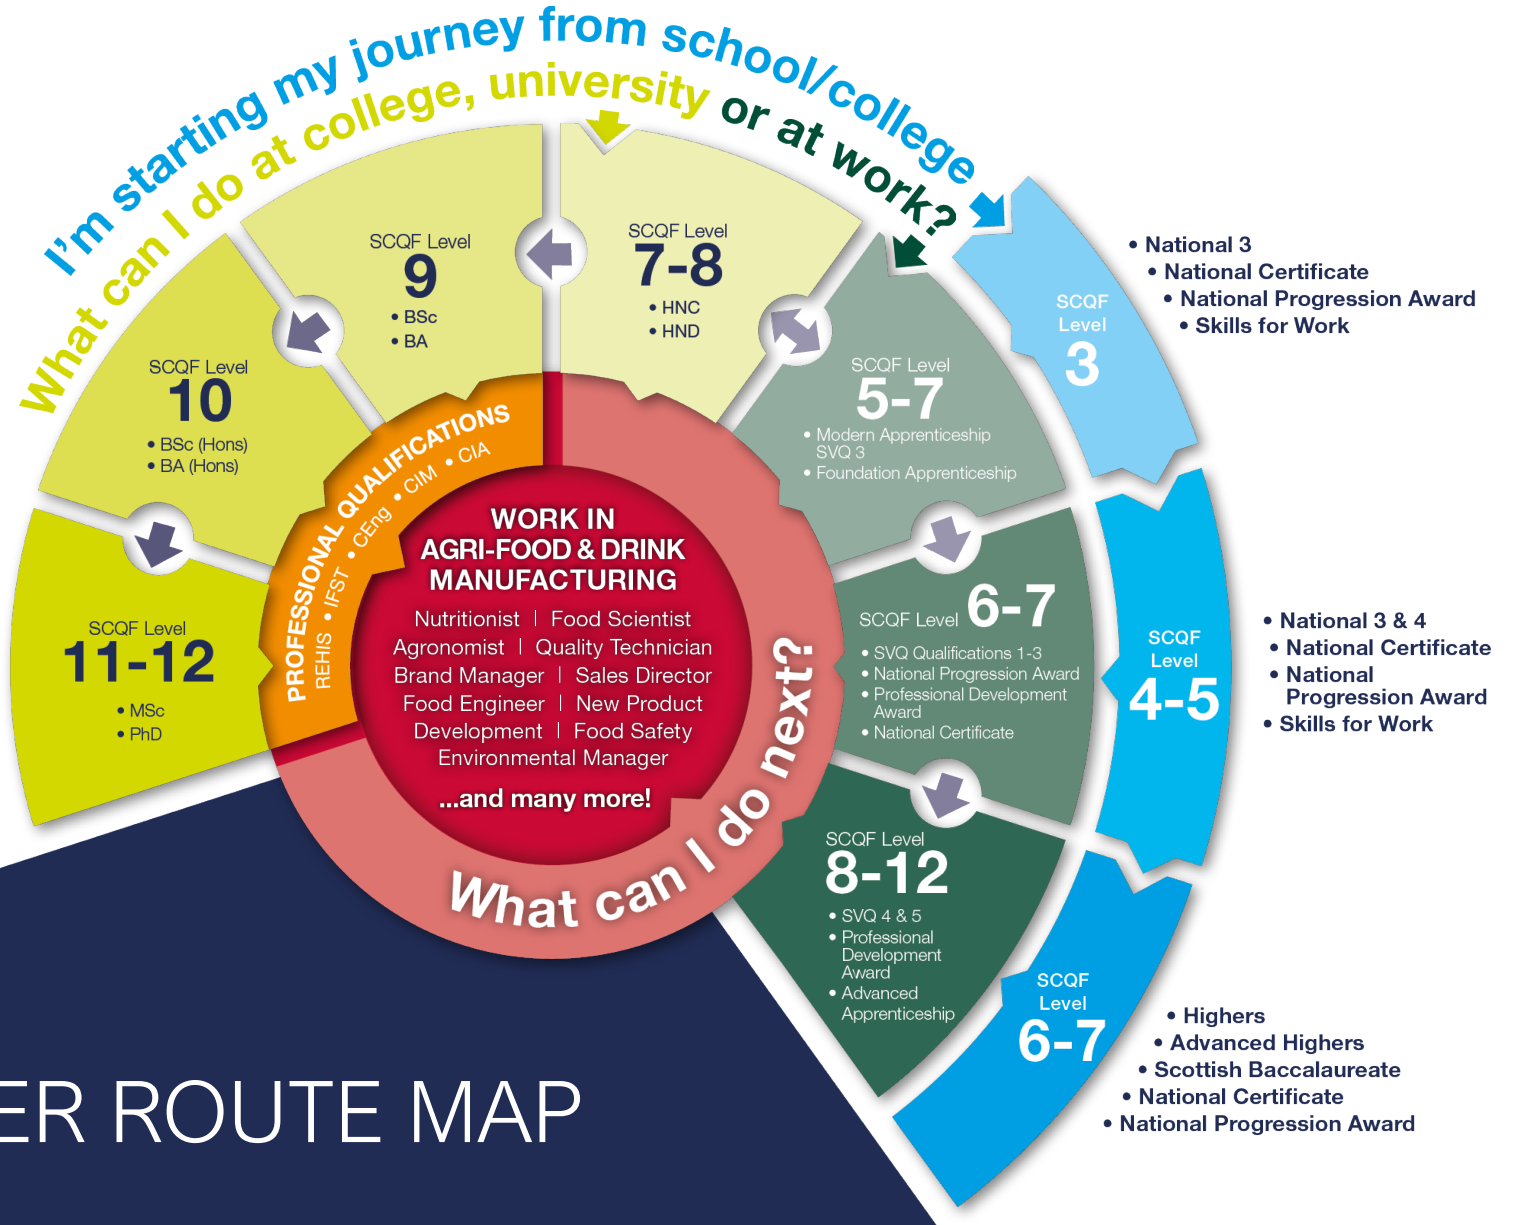 I'm starting my journey from school/college
What can I do at college, university or at work?
SCQF Level
7-8
• HNC
• HND
SCQF Level
9
• BSc
• BA
SCQF Level
10
• BSc (Hons)
• BA (Hons)
SCQF Level
11-12
• MSc
• PhD
SCQF Level
5-7
• Modern Apprenticeship
SVQ 3
• Foundation Apprenticeship
SCQF Level 6-7
• SVQ Qualifications 1-3
• National Progression Award
• Professional Development
Award
• National Certificate
SCQF Level
8-12
• SVQ 4 & 5
• Professional
Development
Award
• Advanced
Apprenticeship
SCQF
Level
3
• National 3
• National Certificate
• National Progression Award
• Skills for Work
SCQF
Level
4-5
• National 3 & 4
• National Certificate
• National
Progression Award
• Skills for Work
SCQF
Level
6-7
• Highers
• Advanced Highers
• Scottish Baccalaureate
• National Certificate
• National Progression Award
PROFESSIONAL QUALIFICATIONS
REHIS • IFST • CEng • CIM • CIA
WORK IN
AGRI-FOOD & DRINK
MANUFACTURING
Nutritionist | Food Scientist
Agronomist | Quality Technician
Brand Manager | Sales Director
Food Engineer | New Product
Development | Food Safety
Environmental Manager
...and many more!
What can I do next?
ER ROUTE MAP